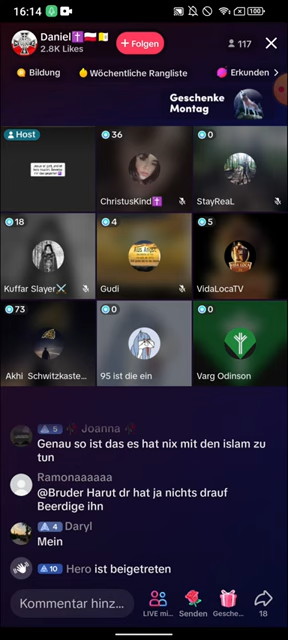 16:14
100
Daniel✝️🇵🇱🇻🇦
2.8K Likes
+ Folgen
117
Bildung
Wöchentliche Rangliste
Erkunden
Geschenke
Montag
Host
36
0
ChristusKind✝️
StayReaL
18
4
5
Kuffar Slayer⚔️
Gudi
VidaLocaTV
73
0
0
Akhi Schwitzkaste...
95 ist die ein
Varg Odinson
5 Joanna
Genau so ist das es hat nix mit den islam zu
tun
Ramonaaaaaa
@Bruder Harut dr hat ja nichts drauf
Beerdige ihn
4 Daryl
Mein
10 Hero ist beigetreten
Kommentar hinz...
LIVE mi...
Senden
Gesche...
18